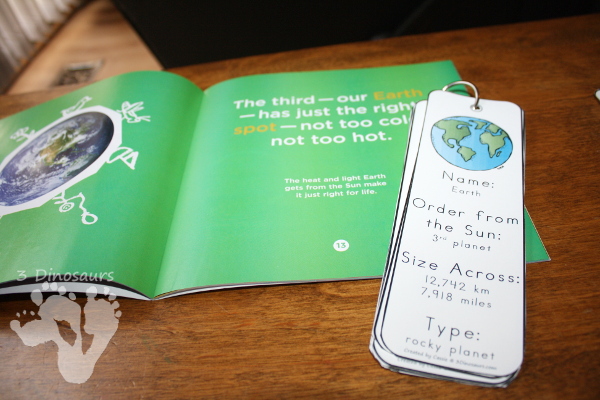 The third — our Earth
— has just the right
spot — not too col
not too hot.
The heat and light Earth
gets from the Sun make
it just right for life.
13
Name:
Earth
Order from
the Sun:
3rd planet
Size Across:
12,742 km
7,918 miles
Type:
rocky planet
3 Dinosaurs